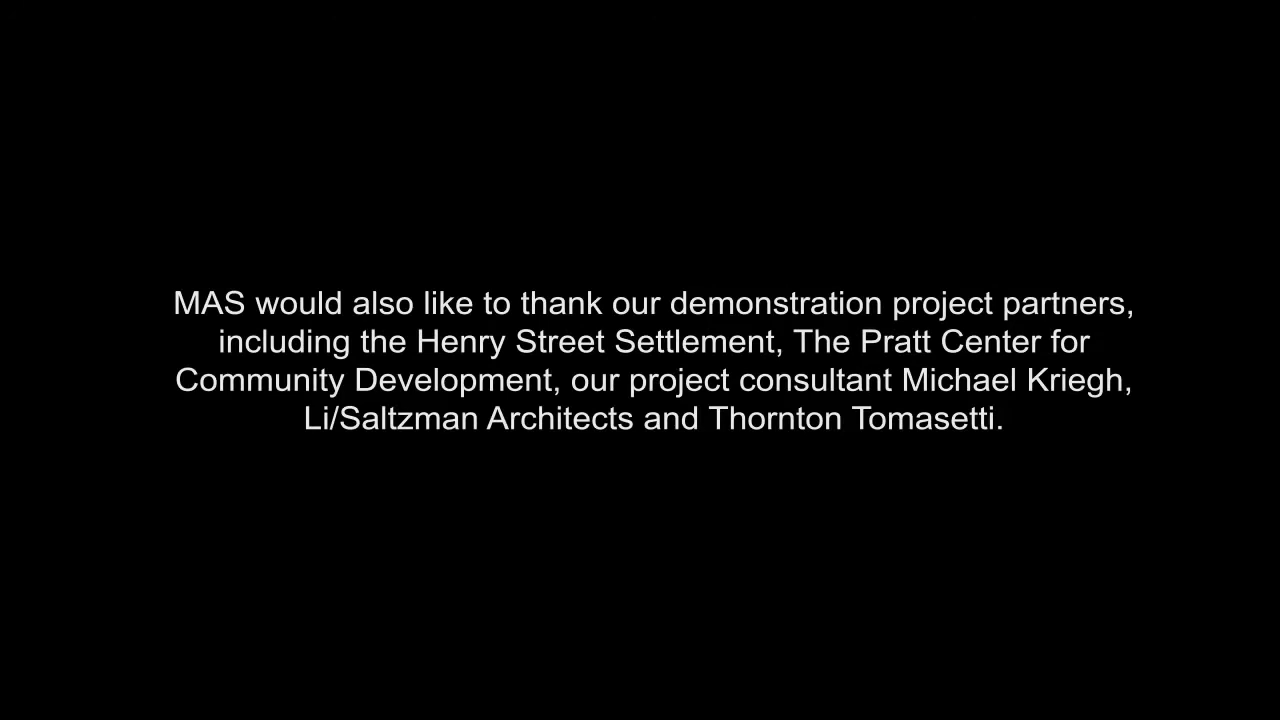 MAS would also like to thank our demonstration project partners,
including the Henry Street Settlement, The Pratt Center for
Community Development, our project consultant Michael Kriegh,
Li/Saltzman Architects and Thornton Tomasetti.